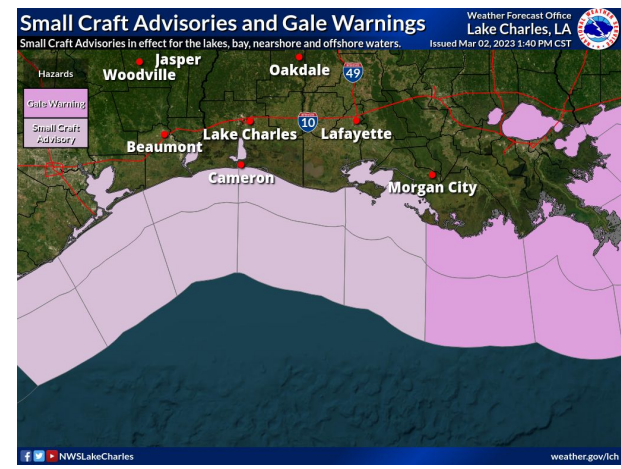 Small Craft Advisories and Gale Warnings
Weather Forecast Office
Lake Charles, LA
Small Craft Advisories in effect for the lakes, bay, nearshore and offshore waters.
Issued Mar 02, 2023 1:40 PM CST
Jasper
Hazards
Woodville
Oakdale
49
Gale Warning
Small Craft
Advisory
10
Lake Charles
Lafayette
Beaumont
Cameron
Morgan City
NWSLakeCharles
weather.gov/lch